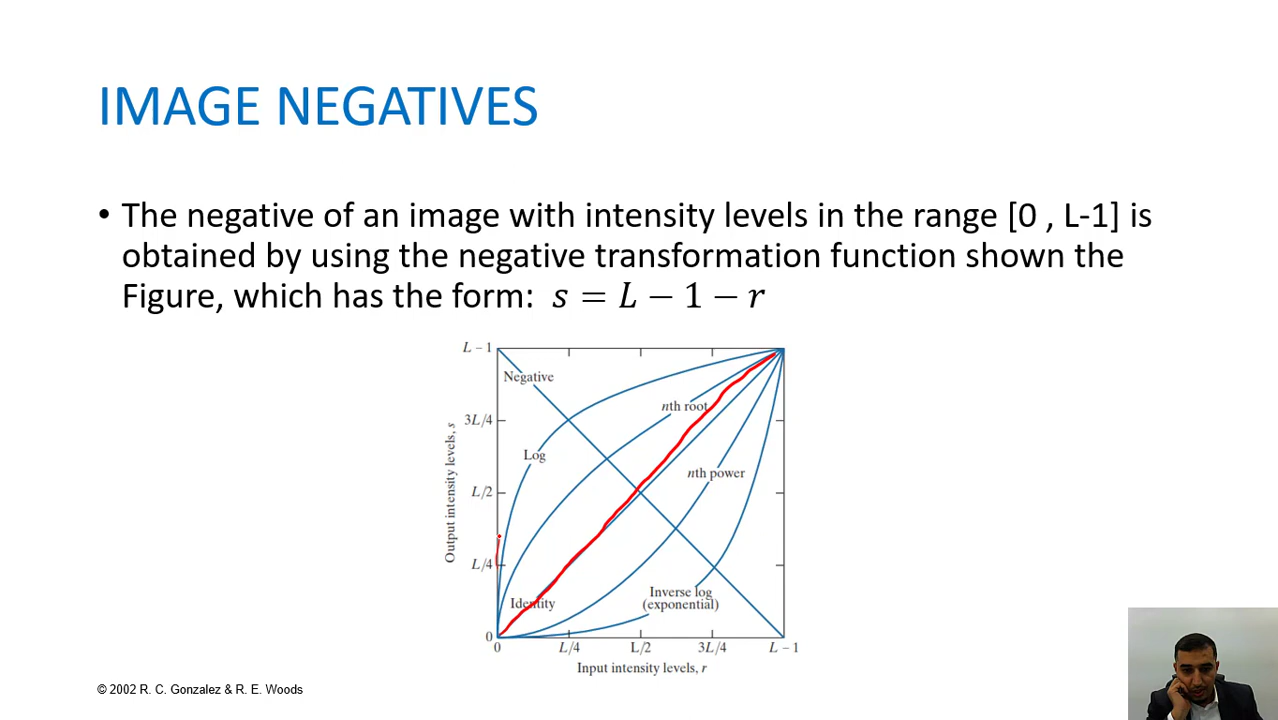 IMAGE NEGATIVES
• The negative of an image with intensity levels in the range [0 , L-1] is
obtained by using the negative transformation function shown the
Figure, which has the form: s = L − 1 − r
L − 1
Negative
nth root
3L/4
Log
nth power
L/2
Output intensity levels, s
L/4
Inverse log
(exponential)
Identity
0
0 L/4 L/2 3L/4 L − 1
Input intensity levels, r
© 2002 R. C. Gonzalez & R. E. Woods